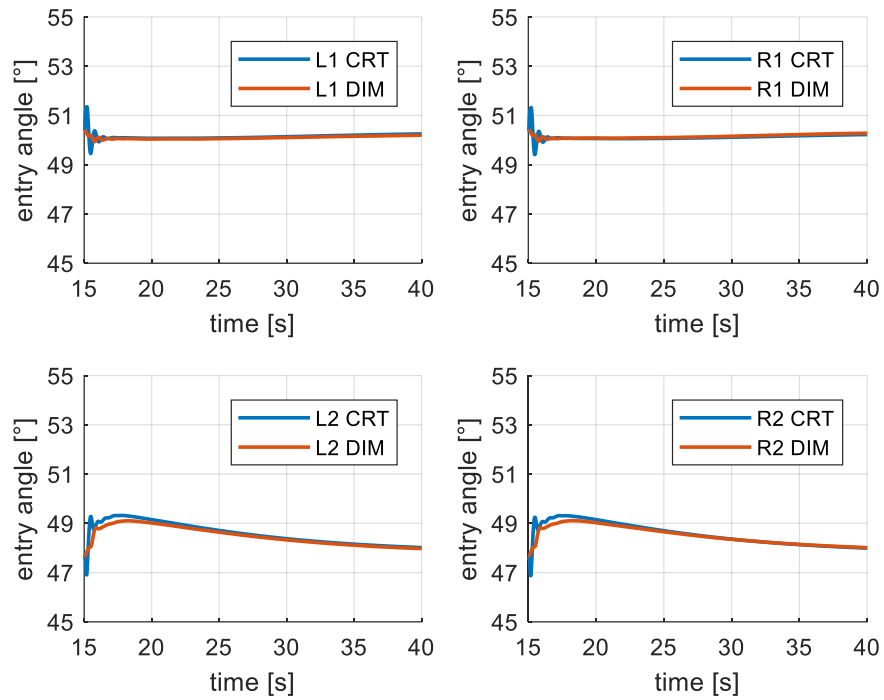 55
53
51
49
47
45
entry angle [°]
L1 CRT
L1 DIM
15 20 25 30 35 40
time [s]
55
53
51
49
47
45
entry angle [°]
R1 CRT
R1 DIM
15 20 25 30 35 40
time [s]
55
53
51
49
47
45
entry angle [°]
L2 CRT
L2 DIM
15 20 25 30 35 40
time [s]
55
53
51
49
47
45
entry angle [°]
R2 CRT
R2 DIM
15 20 25 30 35 40
time [s]